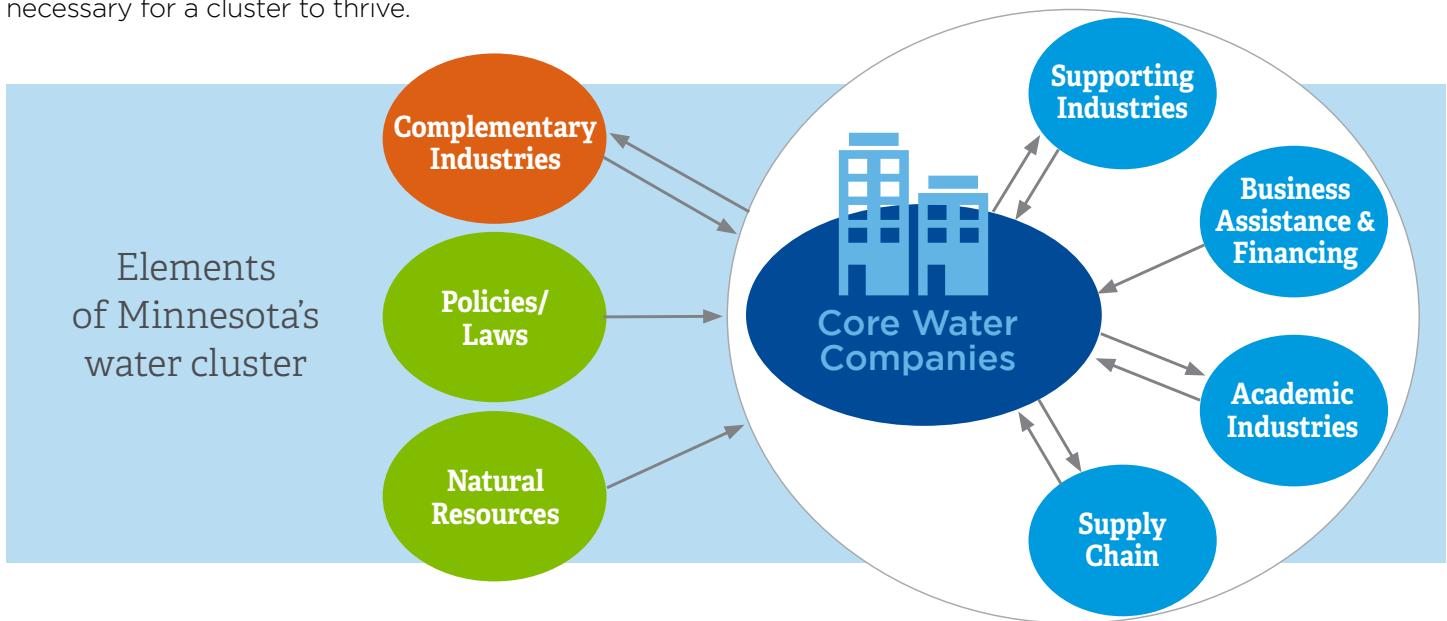 necessary for a cluster to thrive.
Elements
of Minnesota's
water cluster
Complementary
Industries
Policies/
Laws
Natural
Resources
Core Water
Companies
Supporting
Industries
Business
Assistance &
Financing
Academic
Industries
Supply
Chain